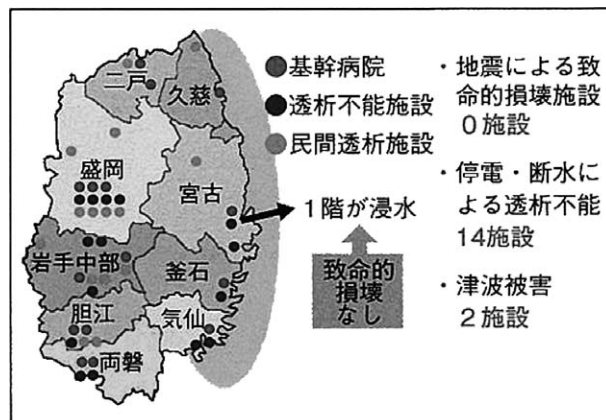 二戸
久慈
盛岡
宮古
岩手中部
釜石
胆江
気仙
両磐
基幹病院
透析不能施設
民間透析施設
1階が浸水
致命的
損壊
なし
・地震による致
命的損壊施設
0施設
・停電・断水に
よる透析不能
14施設
・津波被害
2施設